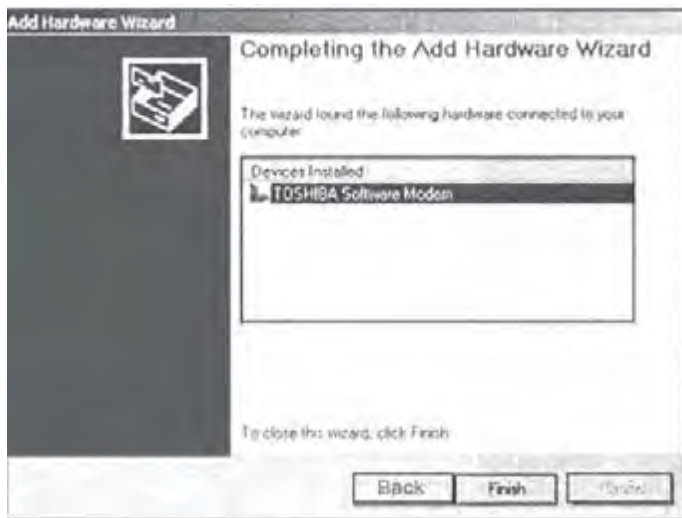 Add Hardware Wizard
Completing the Add Hardware Wizard
The wizard found the following hardware connected to your
computer
Devices Installed
TOSHIBA Software Modem
To close this wizard, click Finish
Back
Finish
Cancel